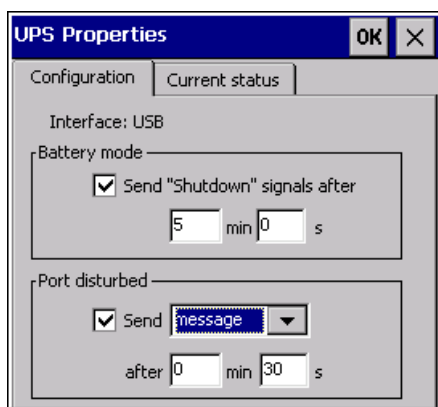 UPS Properties OK
Configuration Current status
Interface: USB
Battery mode
Send "Shutdown" signals after
5 min 0 s
Port disturbed
Send message
after 0 min 30 s